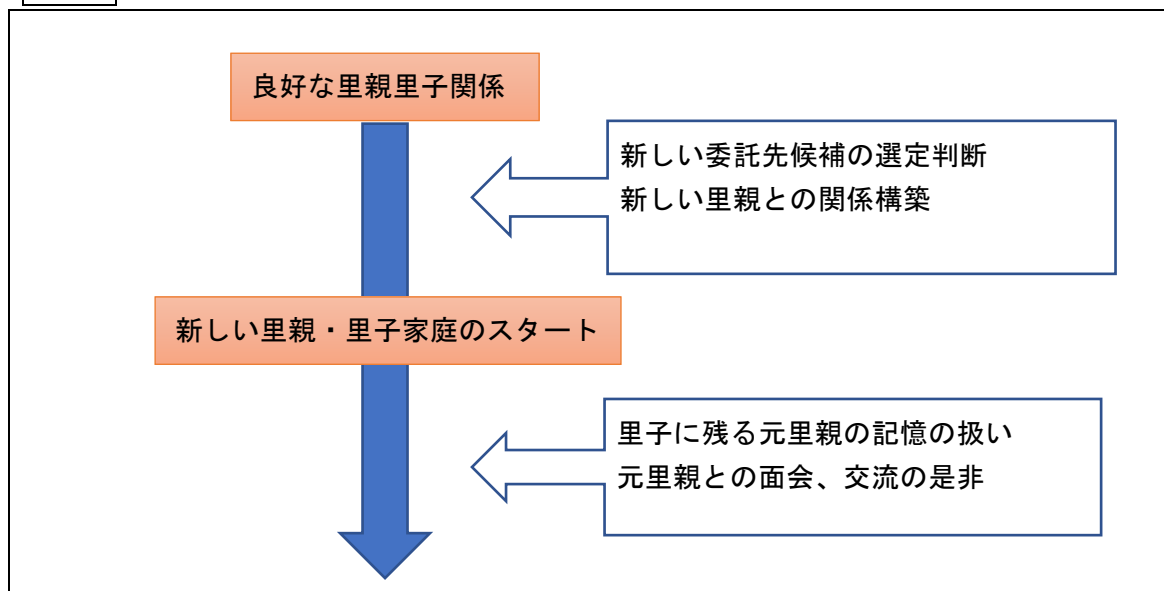 良好な里親里子関係
新しい委託先候補の選定判断
新しい里親との関係構築
新しい里親・里子家庭のスタート
里子に残る元里親の記憶の扱い
元里親との面会、交流の是非